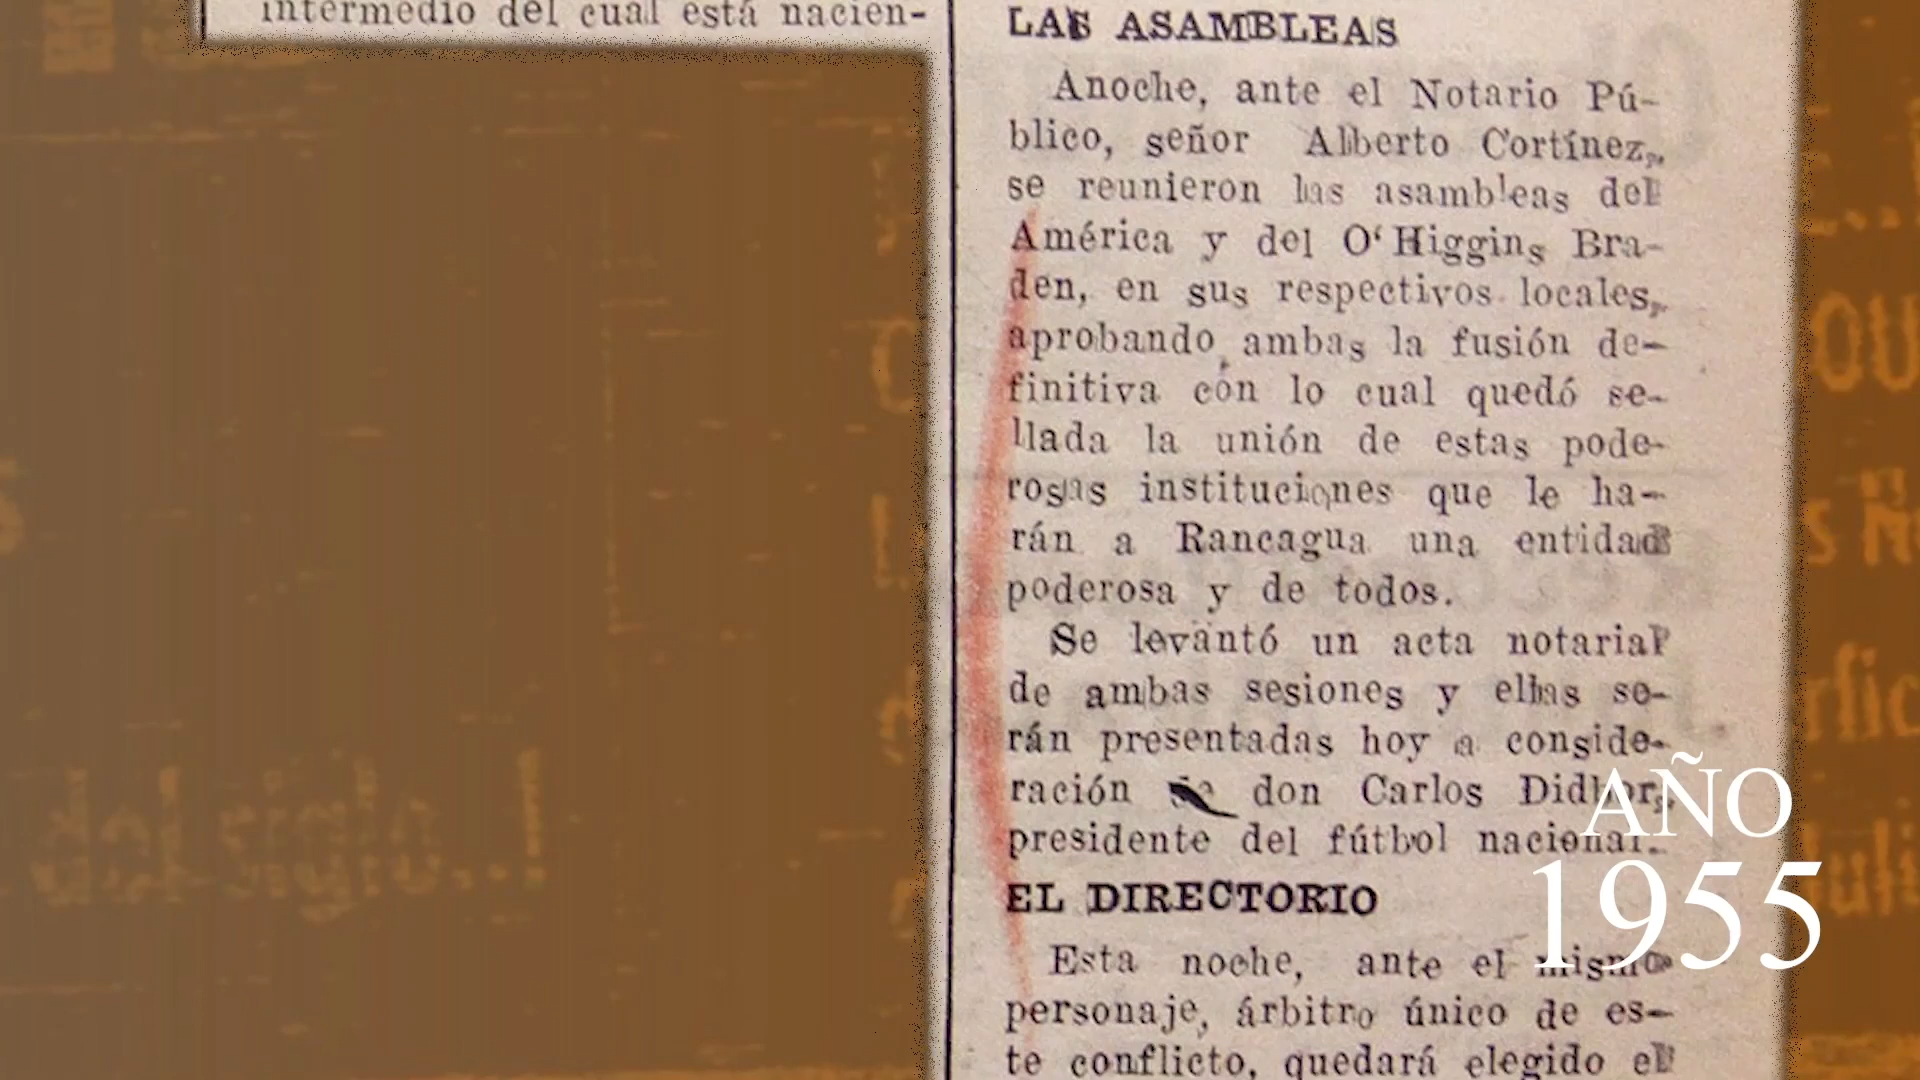 intermedio del cual está nacien-
LAS ASAMBLEAS
Anoche, ante el Notario Pú-
blico, señor Alberto Cortínez,
se reunieron las asambleas del
América y del O‘Higgins Bra-
den, en sus respectivos locales,
aprobando ambas la fusión de-
finitiva con lo cual quedó se-
llada la unión de estas pode-
rosas instituciones que le ha-
rán a Rancagua una entidad
poderosa y de todos.
Se levantó un acta notarial
de ambas sesiones y ellas se-
rán presentadas hoy a conside-
ración don Carlos
presidente del fútbol nacional.
EL DIRECTORIO
Esta noche, ante el mismo
personaje, árbitro único de es-
te conflicto, quedará elegido el
AÑO
1955
del siglo..!
OU